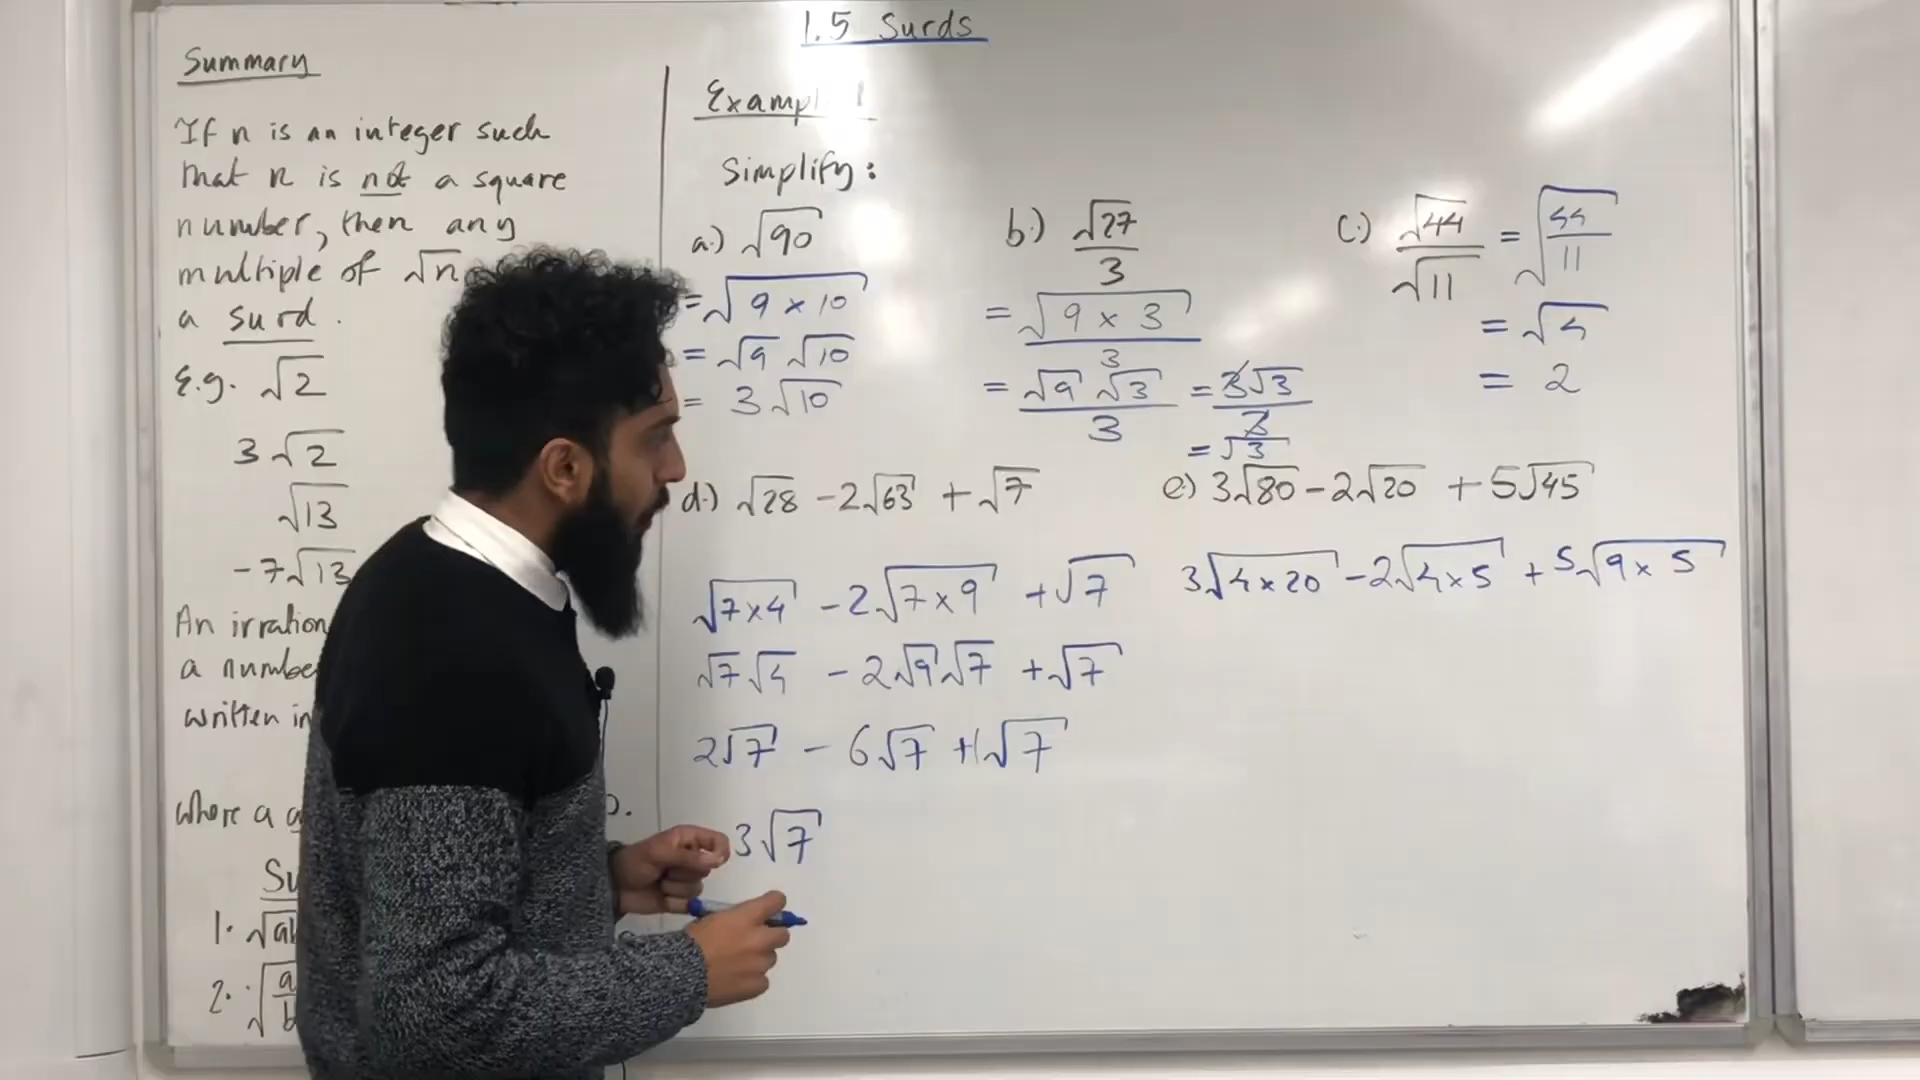 1.5 Surds
Summary
If n is an integer such
that n is not a square
number, then any
multiple of √n
a surd.
E.g. √2
3√2
√13
-7√13
An
a
written in
where a
1.
2.
Simplify:
a.) √90
= √(9 × 10)
= √9 √10
= 3√10
b.) √27/3
= √(9 × 3)/3
= √9 √3/3 = 3√3/3
= √3
c.) √44/√11 = √(44/11)
= √4
= 2
d.) √28 - 2√63 + √7
√(7×4) - 2√(7×9) + √7
√7√4 - 2√9√7 + √7
2√7 - 6√7 + 1√7
3√7
e.) 3√80 - 2√20 + 5√45
3√(4×20) - 2√(4×5) + 5√(9×5)